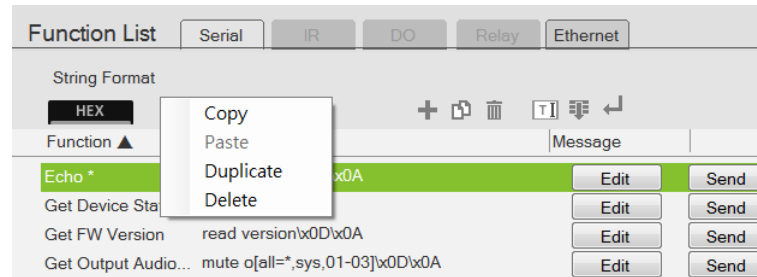 Function List Serial IR DO Relay Ethernet
String Format
HEX
Copy
Paste
Duplicate
Delete
Function ▲ Message
Echo * x0A Edit Send
Get Device Sta Edit Send
Get FW Version read version\x0D\x0A Edit Send
Get Output Audio... mute o[all=*,sys,01-03]\x0D\x0A Edit Send